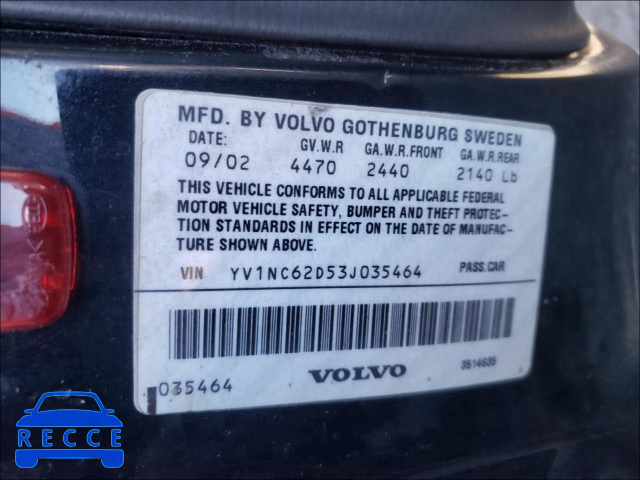 MFD. BY VOLVO GOTHENBURG SWEDEN
DATE: GV.W.R GA.W.R.FRONT GA.W.R.REAR
09/02 4470 2440 2140 Lb
THIS VEHICLE CONFORMS TO ALL APPLICABLE FEDERAL
MOTOR VEHICLE SAFETY, BUMPER AND THEFT PROTEC-
TION STANDARDS IN EFFECT ON THE DATE OF MANUFAC-
TURE SHOWN ABOVE.
VIN YV1NC62D53J035464 PASS.CAR
035464 VOLVO 3514635
RECCE